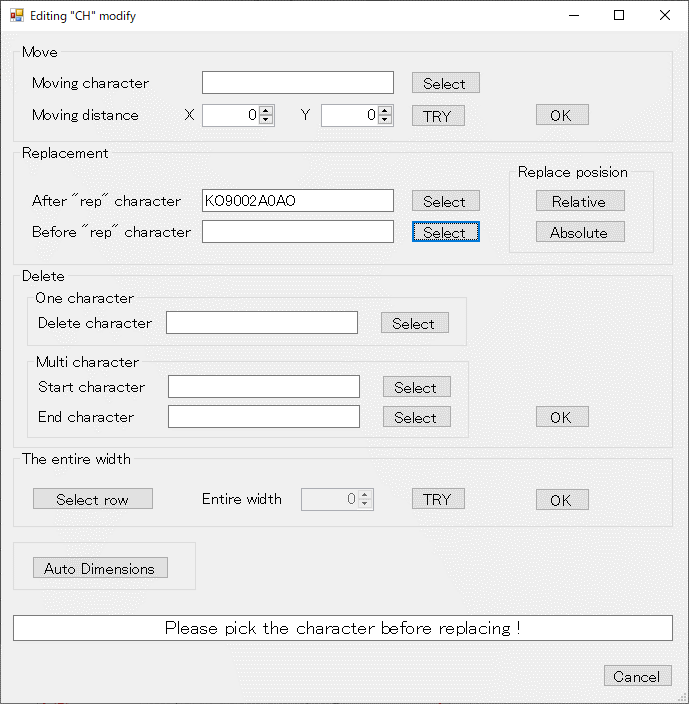 Editing "CH" modify
Move
Moving character Select
Moving distance X 0 Y 0 TRY OK
Replacement
Replace posision
After "rep" character KO9002A0AO Select Relative
Before "rep" character Select Absolute
Delete
One character
Delete character Select
Multi character
Start character Select
End character Select OK
The entire width
Select row Entire width 0 TRY OK
Auto Dimensions
Please pick the character before replacing !
Cancel